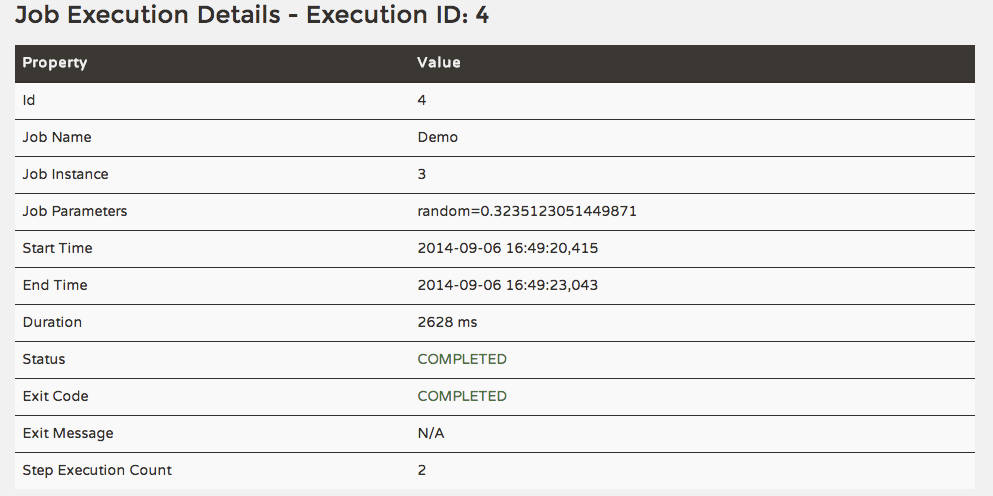 Job Execution Details - Execution ID: 4
Property Value
Id 4
Job Name Demo
Job Instance 3
Job Parameters random=0.3235123051449871
Start Time 2014-09-06 16:49:20,415
End Time 2014-09-06 16:49:23,043
Duration 2628 ms
Status COMPLETED
Exit Code COMPLETED
Exit Message N/A
Step Execution Count 2